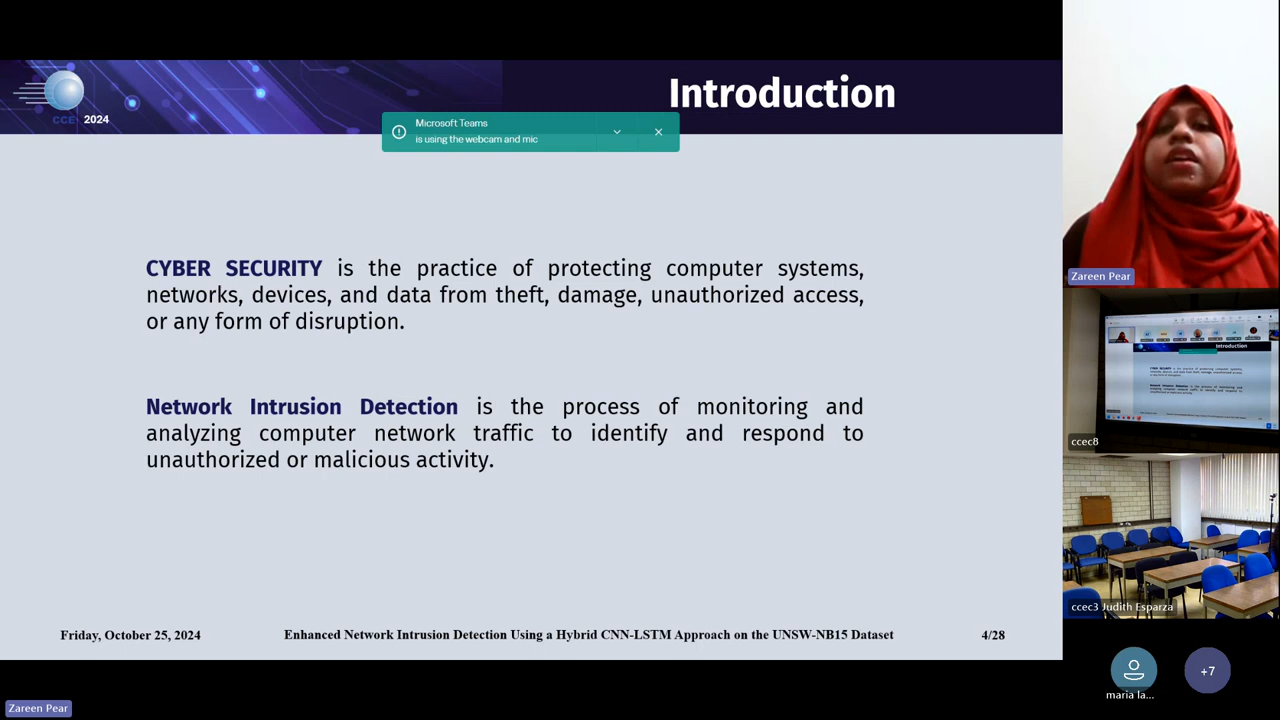 CCE 2024
Introduction
Microsoft Teams
is using the webcam and mic
CYBER SECURITY is the practice of protecting computer systems,
networks, devices, and data from theft, damage, unauthorized access,
or any form of disruption.
Network Intrusion Detection is the process of monitoring and
analyzing computer network traffic to identify and respond to
unauthorized or malicious activity.
Friday, October 25, 2024
Enhanced Network Intrusion Detection Using a Hybrid CNN-LSTM Approach on the UNSW-NB15 Dataset
4/28
Zareen Pear
Zareen Pear
Introduction
ccec8
ccec3 Judith Esparza
maria la...
+7